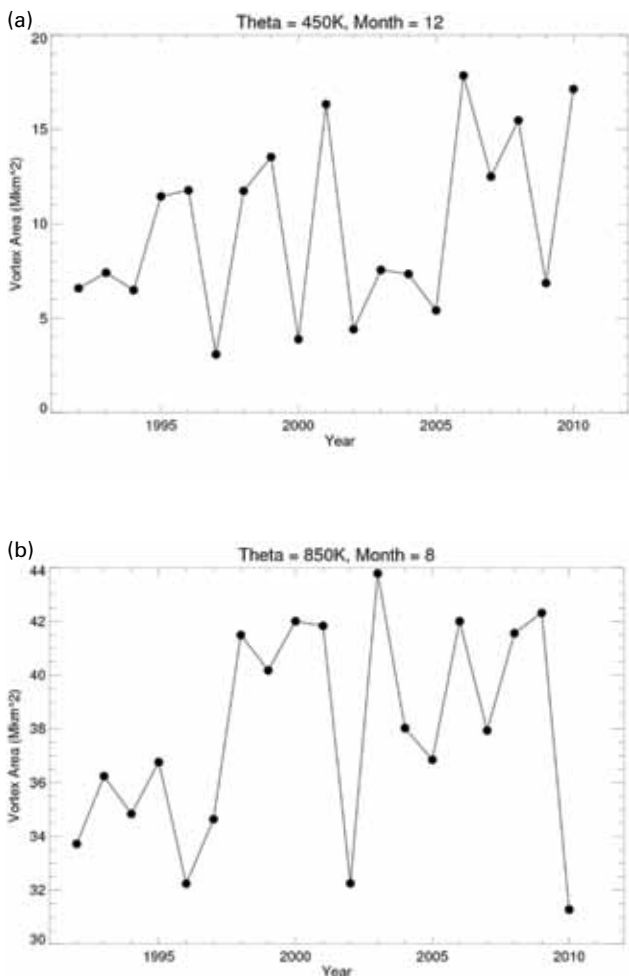 (a)
Theta = 450K, Month = 12
20
15
10
5
0
Vortex Area (Mkm^2)
1995 2000 2005 2010
Year
(b)
Theta = 850K, Month = 8
44
42
40
38
36
34
32
30
Vortex Area (Mkm^2)
1995 2000 2005 2010
Year